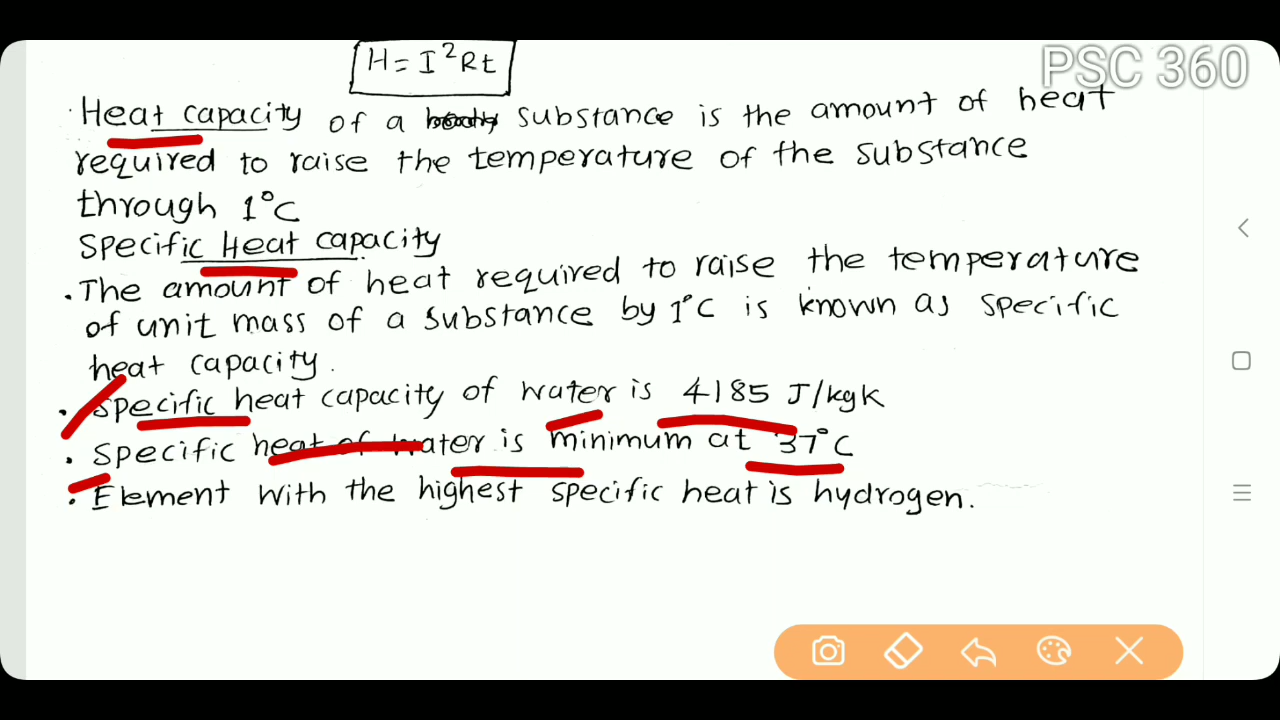 H = I²Rt
PSC 360
. Heat capacity of a substance is the amount of heat
required to raise the temperature of the substance
through 1°C
Specific Heat capacity
. The amount of heat required to raise the temperature
of unit mass of a substance by 1°C is known as specific
heat capacity.
. Specific heat capacity of water is 4185 J/kgK
. Specific heat of water is minimum at 37°C
. Element with the highest specific heat is hydrogen.